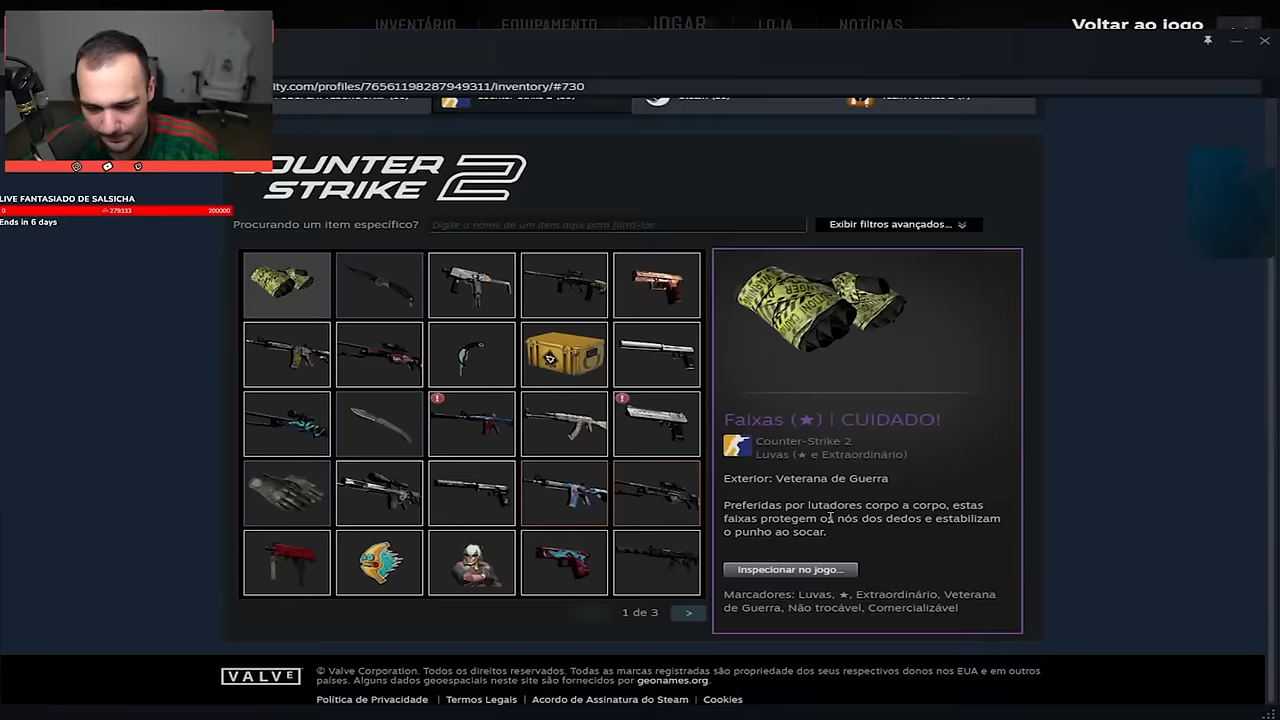 INVENTÁRIO EQUIPAMENTO JOGAR LOJA NOTÍCIAS
Voltar ao jogo
ity.com/profiles/76561198287949311/inventory/#730
COUNTER
STRIKE 2
LIVE FANTASIADO DE SALSICHA
0 279333 200000
Ends in 6 days
Procurando um item específico? Digite o nome de um item aqui para filtrá-los Exibir filtros avançados...
Faixas (★) | CUIDADO!
Counter-Strike 2
Luvas (★ e Extraordinário)
Exterior: Veterana de Guerra
Preferidas por lutadores corpo a corpo, estas
faixas protegem os nós dos dedos e estabilizam
o punho ao socar.
Inspecionar no jogo...
Marcadores: Luvas, ★, Extraordinário, Veterana
de Guerra, Não trocável, Comercializável
1 de 3 >
VALVE
© Valve Corporation. Todos os direitos reservados. Todas as marcas registradas são propriedade dos seus respectivos donos nos EUA e em outros
países. Alguns dados geoespaciais neste site são fornecidos por geonames.org.
Política de Privacidade | Termos Legais | Acordo de Assinatura do Steam | Cookies